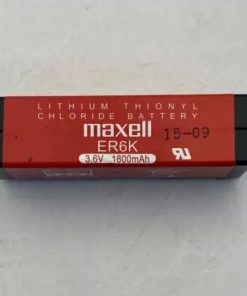 LITHIUM THIONYL
CHLORIDE BATTERY
maxell 15-09
ER6K
3.6V 1800mAh